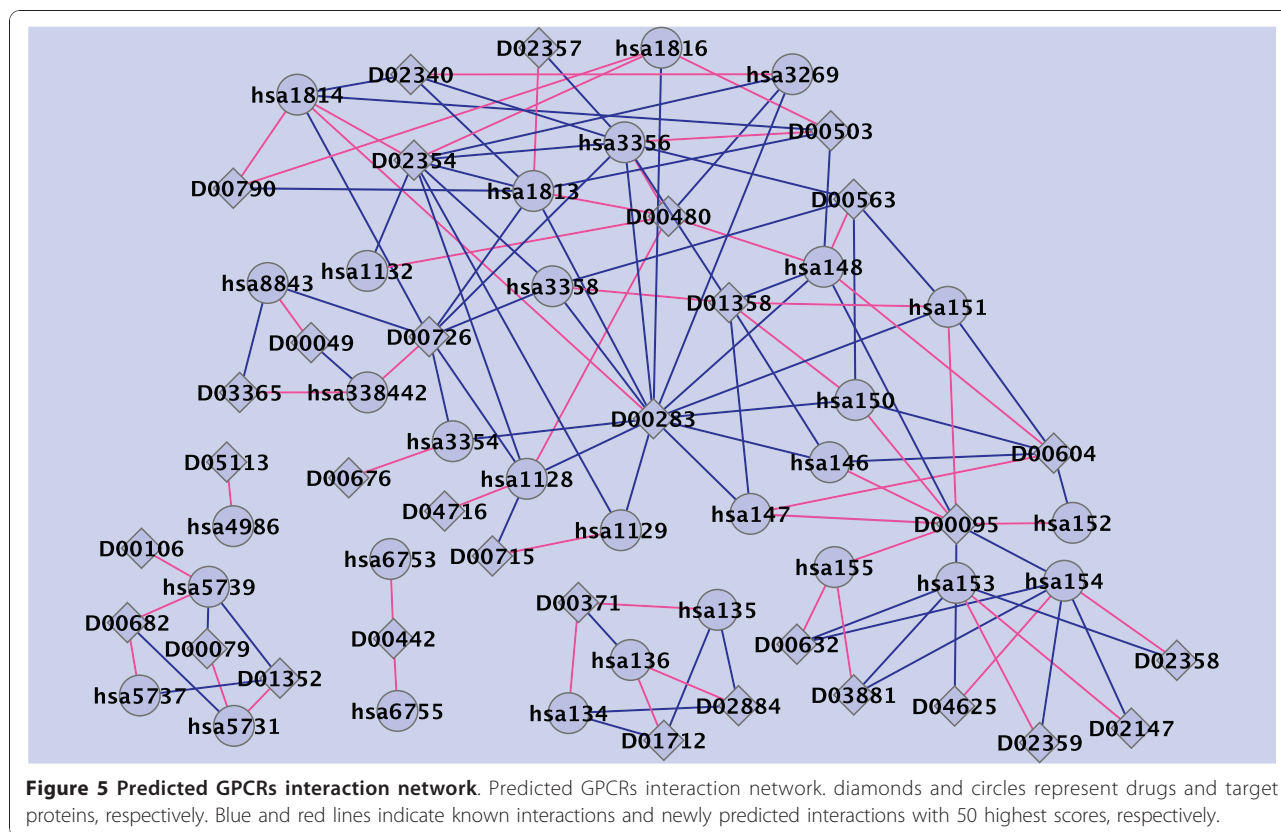 D02357
hsa1816
D02340
hsa3269
hsa1814
D00503
hsa3356
D02354
D00790
hsa1813
D00563
D00480
hsa1132
hsa148
hsa8843
hsa3358
D01358
hsa151
D00049
D00726
D03365
hsa338442
hsa150
D00283
hsa3354
D00604
D05113
D00676
hsa146
hsa1128
D04716
hsa147
hsa4986
hsa1129
D00095
hsa152
D00106
hsa6753
D00715
hsa155
hsa5739
hsa153
hsa154
D00371
hsa135
D00682
D00079
D00442
D00632
hsa136
D02358
D01352
hsa5737
D03881
D04625
D02884
hsa6755
hsa134
hsa5731
D01712
D02359
D02147
Figure 5 Predicted GPCRs interaction network. Predicted GPCRs interaction network. diamonds and circles represent drugs and target
proteins, respectively. Blue and red lines indicate known interactions and newly predicted interactions with 50 highest scores, respectively.